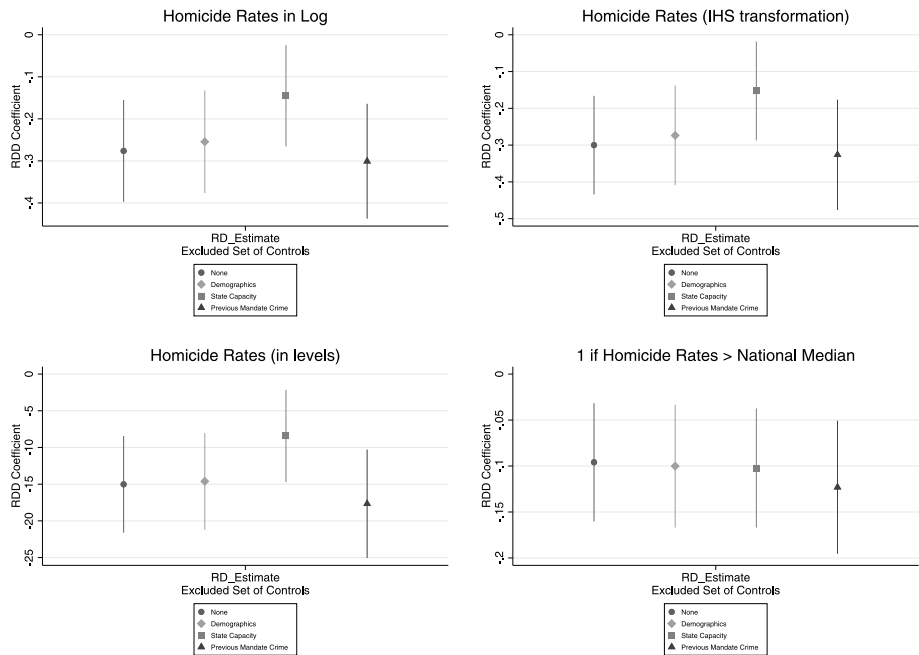 Homicide Rates in Log
RDD Coefficient
0
-.1
-.2
-.3
-.4
RD_Estimate
Excluded Set of Controls
None
Demographics
State Capacity
Previous Mandate Crime
Homicide Rates (IHS transformation)
RDD Coefficient
0
-.1
-.2
-.3
-.4
-.5
RD_Estimate
Excluded Set of Controls
None
Demographics
State Capacity
Previous Mandate Crime
Homicide Rates (in levels)
RDD Coefficient
0
-5
-10
-15
-20
-25
RD_Estimate
Excluded Set of Controls
None
Demographics
State Capacity
Previous Mandate Crime
1 if Homicide Rates > National Median
RDD Coefficient
0
-.05
-.1
-.15
-.2
RD_Estimate
Excluded Set of Controls
None
Demographics
State Capacity
Previous Mandate Crime